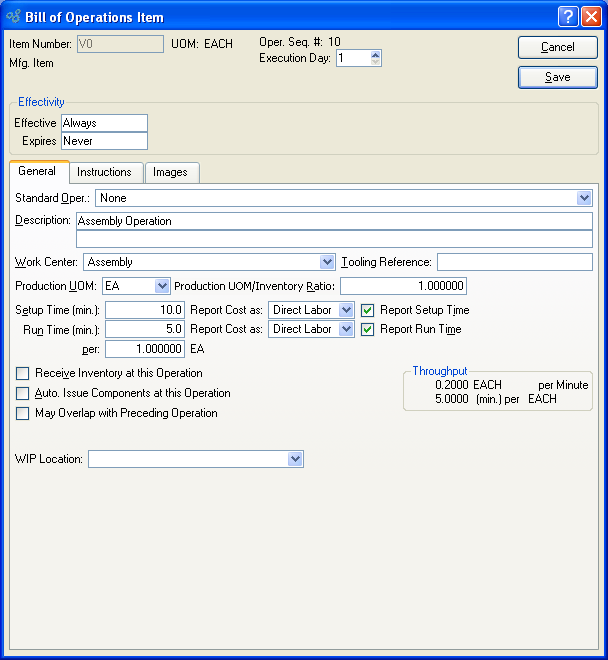 Bill of Operations Item
Item Number: V0 UOM: EACH Oper. Seq. #: 10
Execution Day: 1
Mfg. Item
Cancel
Save
Effectivity
Effective Always
Expires Never
General Instructions Images
Standard Oper.: None
Description: Assembly Operation
Work Center: Assembly Tooling Reference:
Production UOM: EA Production UOM/Inventory Ratio: 1.000000
Setup Time (min.): 10.0 Report Cost as: Direct Labor Report Setup Time
Run Time (min.): 5.0 Report Cost as: Direct Labor Report Run Time
per: 1.000000 EA
Receive Inventory at this Operation
Auto. Issue Components at this Operation
May Overlap with Preceding Operation
Throughput
0.2000 EACH per Minute
5.0000 (min.) per EACH
WIP Location: